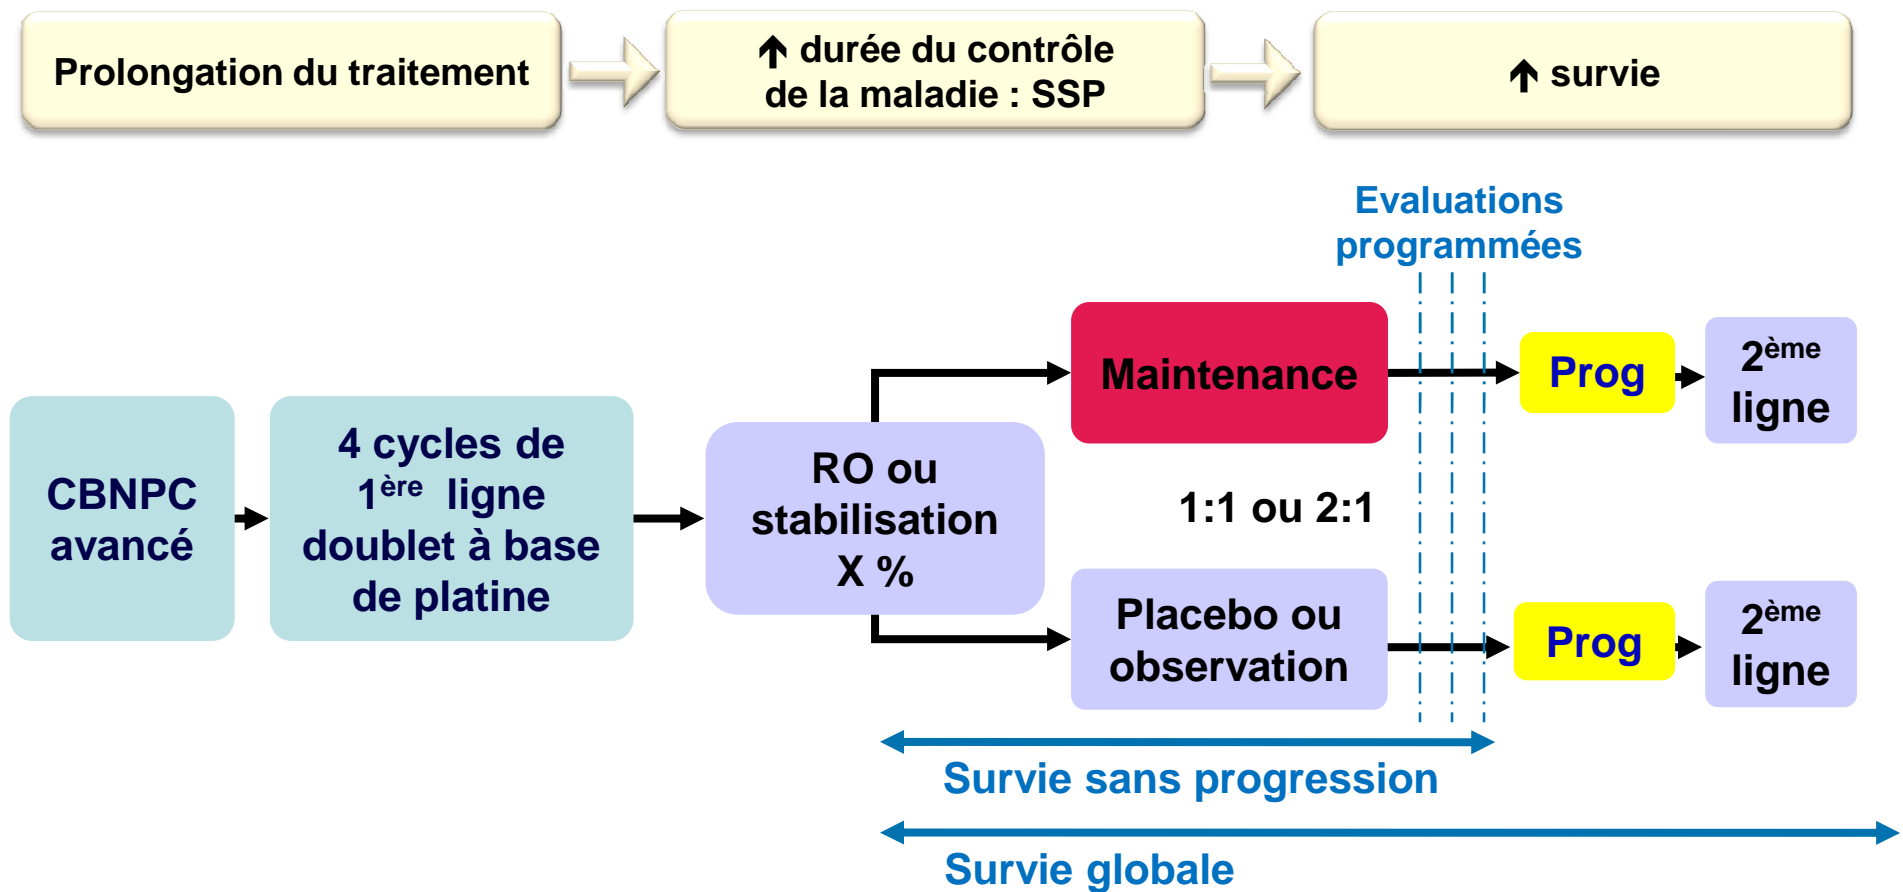 Prolongation du traitement
↑ durée du contrôle
de la maladie : SSP
↑ survie
Evaluations
programmées
CBNPC
avancé
4 cycles de
1ère ligne
doublet à base
de platine
RO ou
stabilisation
X %
Maintenance
Prog
2ème
ligne
1:1 ou 2:1
Placebo ou
observation
Prog
2ème
ligne
Survie sans progression
Survie globale